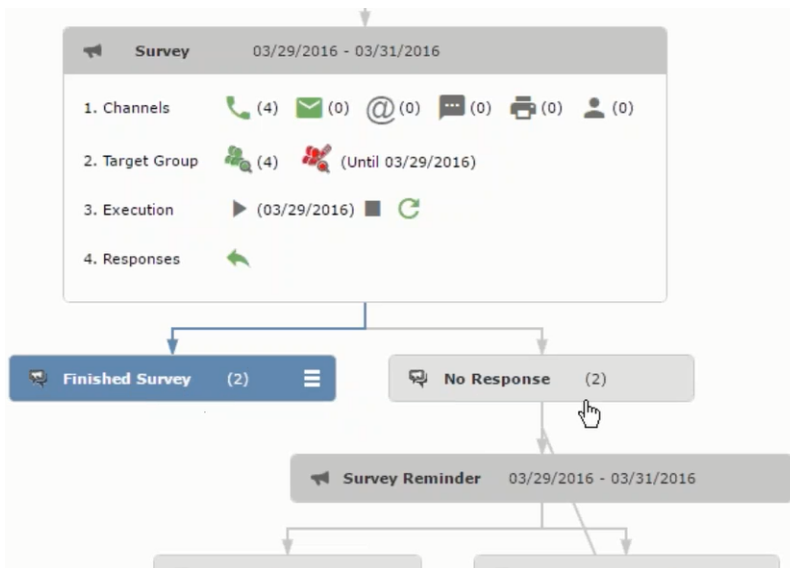 Survey 03/29/2016 - 03/31/2016
1. Channels (4) (0) @ (0) (0) (0) (0)
2. Target Group (4) (Until 03/29/2016)
3. Execution (03/29/2016)
4. Responses
Finished Survey (2)
No Response (2)
Survey Reminder 03/29/2016 - 03/31/2016